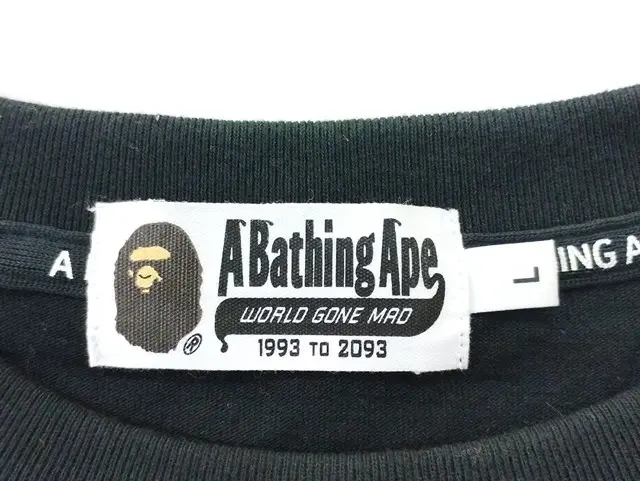 A Bathing Ape
WORLD GONE MAD
1993 TO 2093
®
L
A
ING A